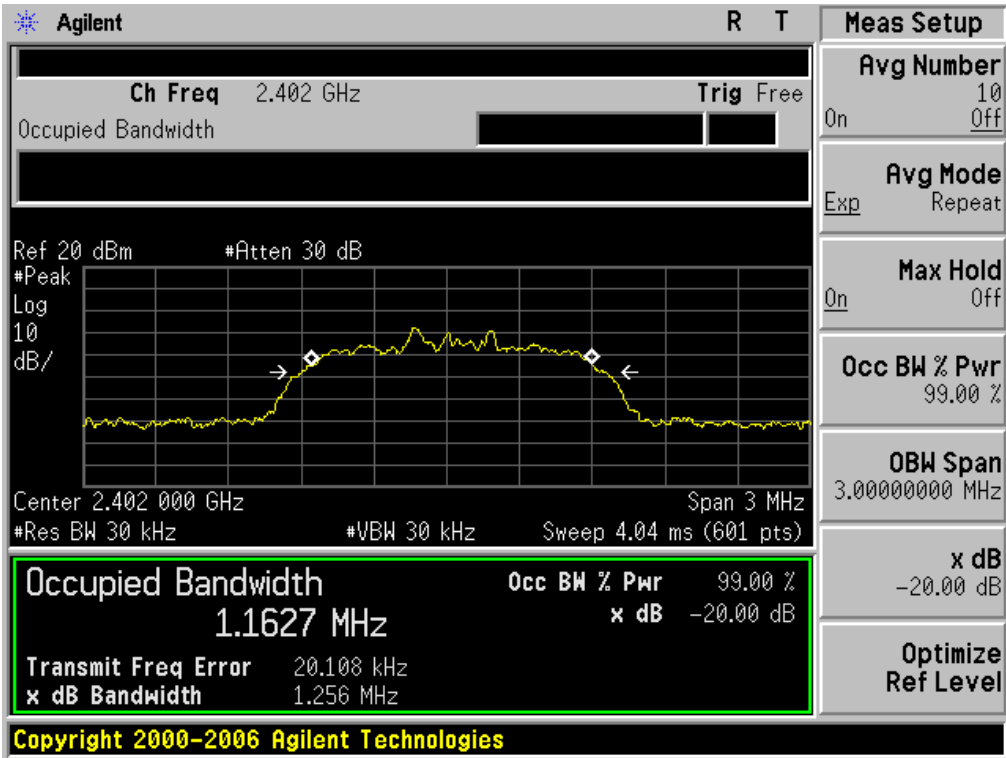 Agilent R T
Meas Setup
Ch Freq 2.402 GHz Trig Free
Occupied Bandwidth
Avg Number
10
On Off
Avg Mode
Exp Repeat
Max Hold
On Off
Occ BW % Pwr
99.00 %
OBW Span
3.00000000 MHz
x dB
-20.00 dB
Optimize
Ref Level
Ref 20 dBm #Atten 30 dB
#Peak
Log
10
dB/
Center 2.402 000 GHz Span 3 MHz
#Res BW 30 kHz #VBW 30 kHz Sweep 4.04 ms (601 pts)
Occupied Bandwidth Occ BW % Pwr 99.00 %
1.1627 MHz x dB -20.00 dB
Transmit Freq Error 20.108 kHz
x dB Bandwidth 1.256 MHz
Copyright 2000-2006 Agilent Technologies